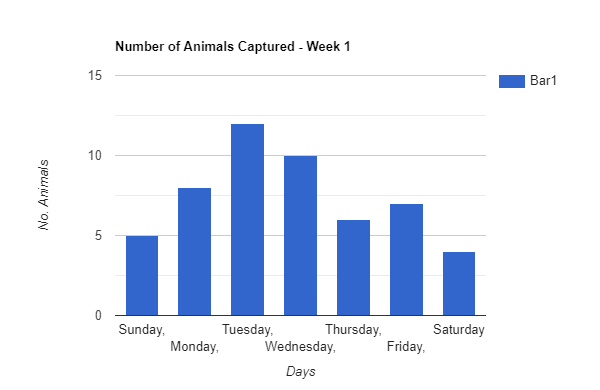 Number of Animals Captured - Week 1
15
Bar1
10
No. Animals
5
0
Sunday, Tuesday, Thursday, Saturday
Monday, Wednesday, Friday,
Days